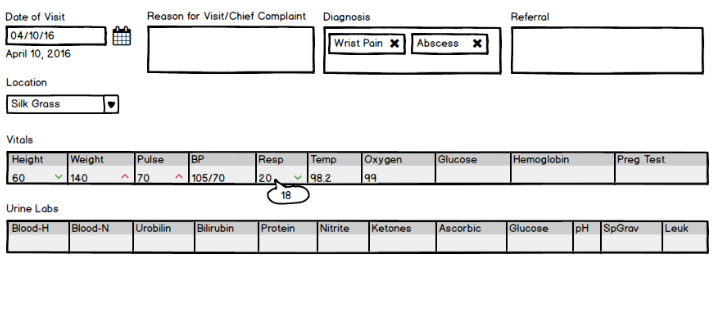 Date of Visit Reason for Visit/Chief Complaint Diagnosis Referral
04/10/16 Wrist Pain Abscess
April 10, 2016
Location
Silk Grass
Vitals
Height Weight Pulse BP Resp Temp Oxygen Glucose Hemoglobin Preg Test
60 140 70 105/70 20 98.2 99
18
Urine Labs
Blood-H Blood-N Urobilin Bilirubin Protein Nitrite Ketones Ascorbic Glucose pH SpGrav Leuk